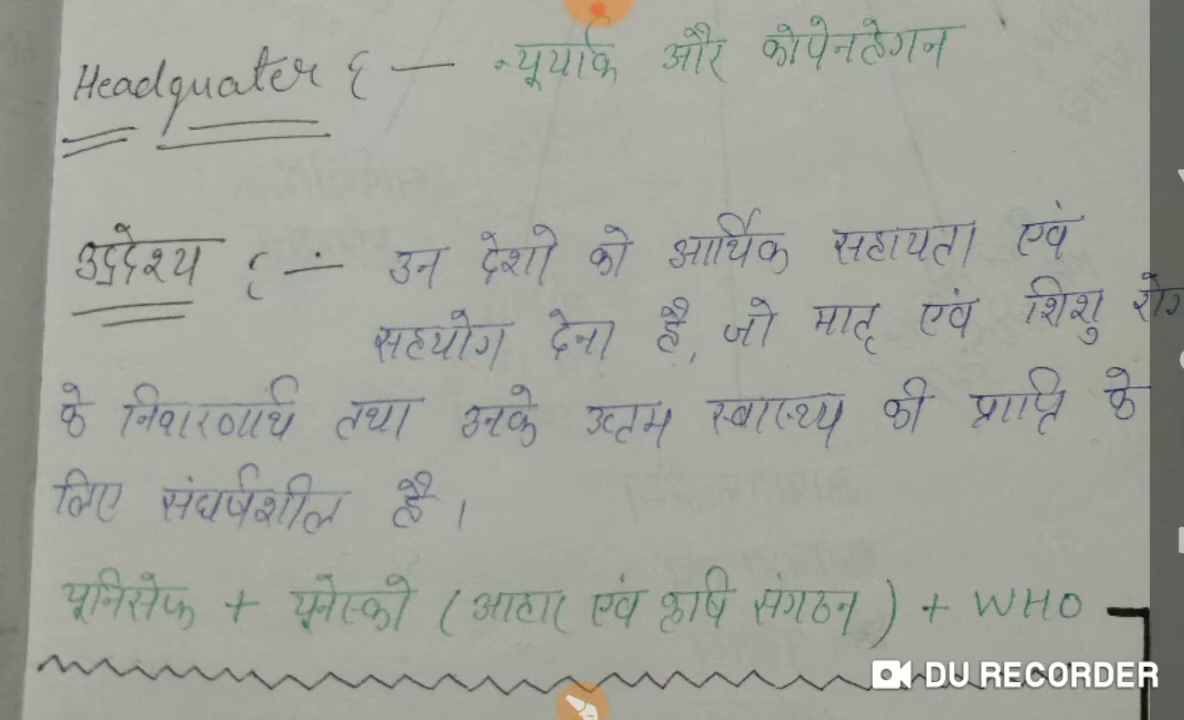 Headquater :— न्यूयार्क और कोपेनहेगन
उद्देश्य :— उन देशो को आर्थिक सहायता एवं
सहयोग देना है, जो मातृ एवं शिशु रोग
के निवारणार्थ तथा उनके उत्तम स्वास्थ्य की प्राप्ति के
लिए संघर्षशील है।
यूनिसेफ + यूनेस्को (आहार एवं कृषि संगठन) + WHO
DU RECORDER